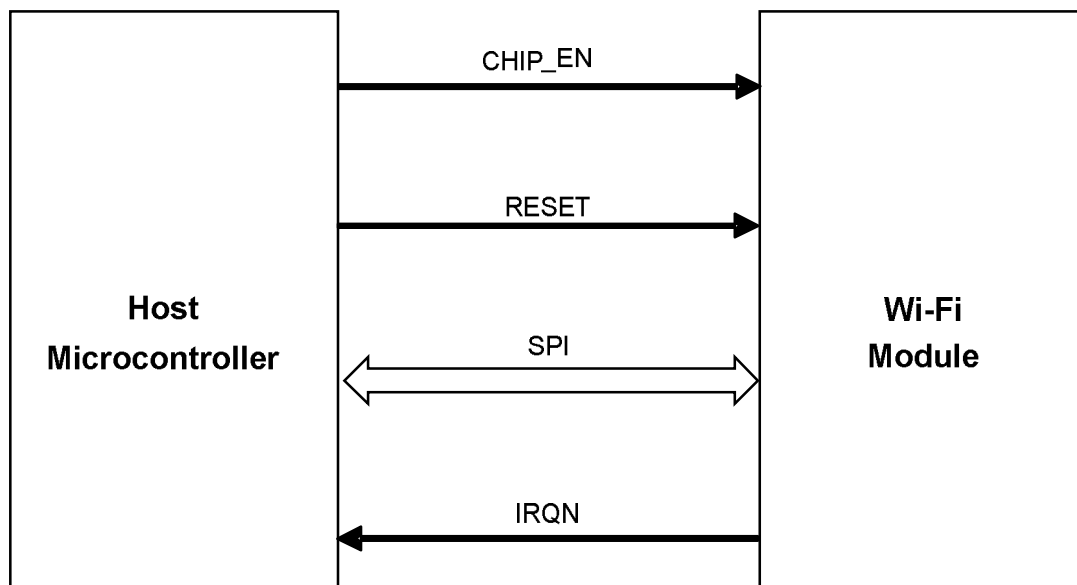 CHIP_EN
RESET
Host
Microcontroller
Wi-Fi
Module
SPI
IRQN